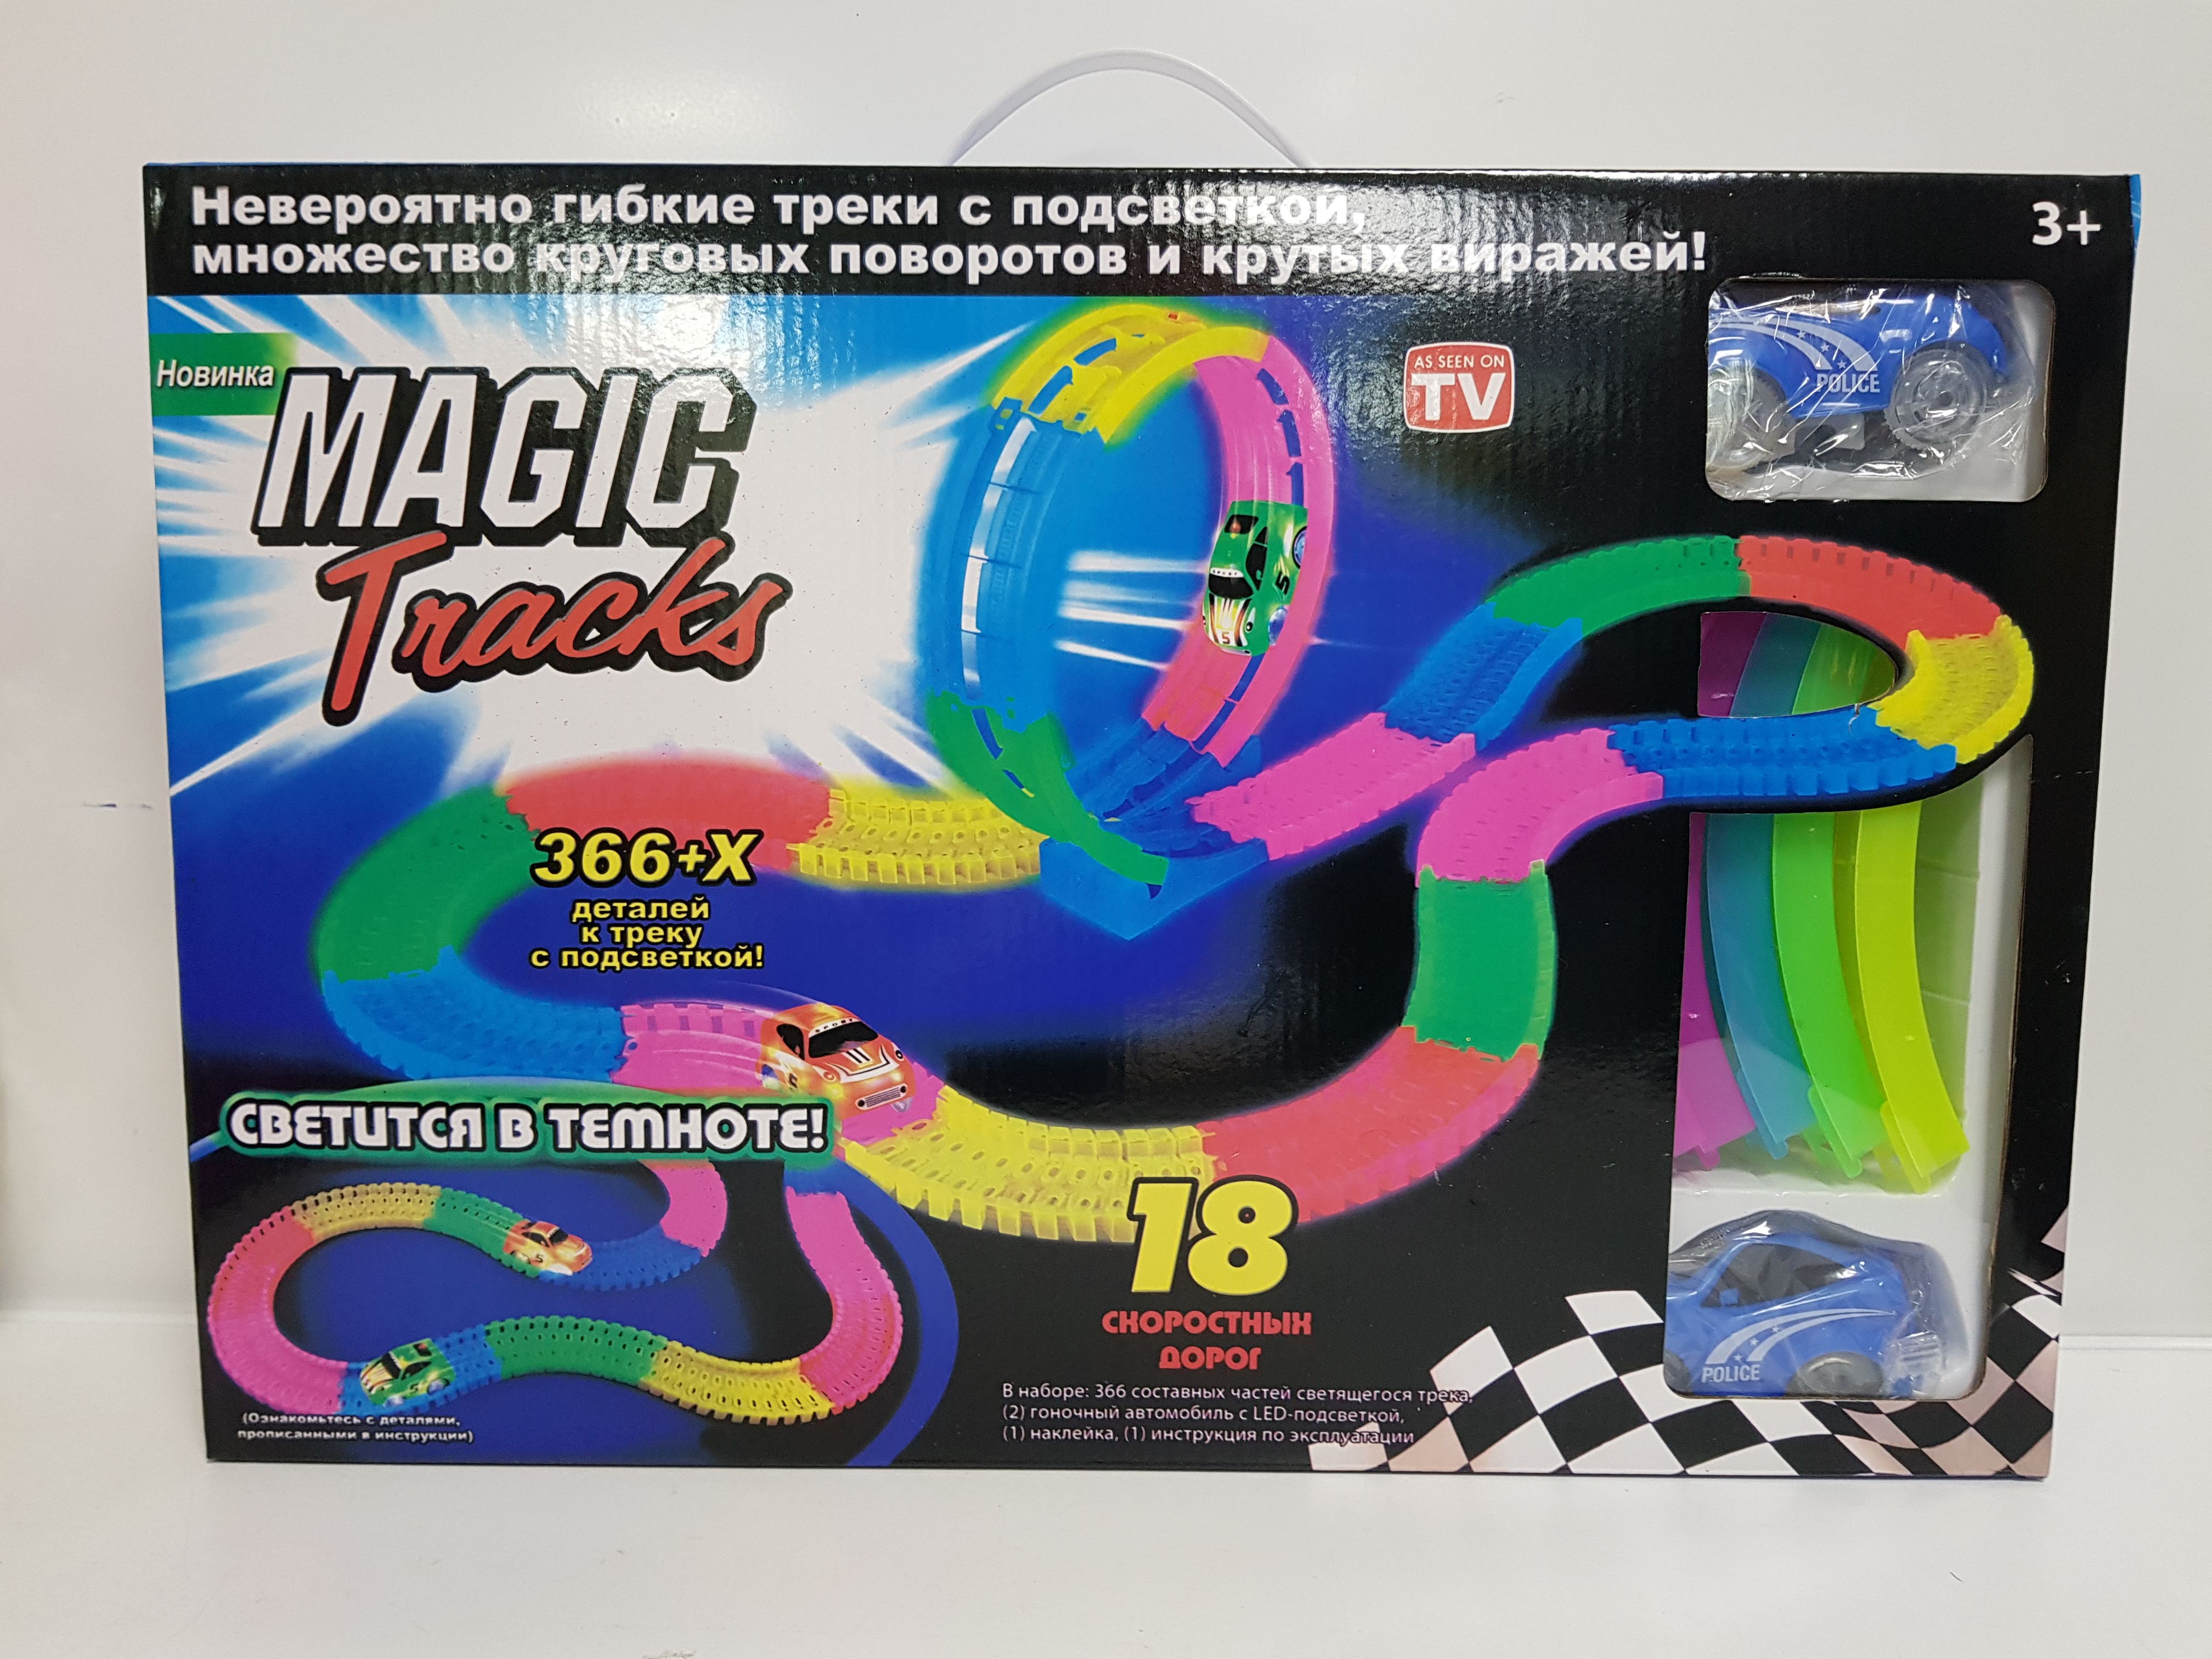 Невероятно гибкие треки с подсветкой,
множество круговых поворотов и крутых виражей!
3+
Новинка
MAGIC
Tracks
AS SEEN ON
TV
POLICE
366+X
деталей
к треку
с подсветкой!
СВЕТИТСЯ В ТЕМНОТЕ!
18
СКОРОСТНЫХ
ДОРОГ
POLICE
В наборе: 366 составных частей светящегося трека,
(2) гоночный автомобиль с LED-подсветкой,
(1) наклейка, (1) инструкция по эксплуатации
(Ознакомьтесь с деталями,
прописанными в инструкции)